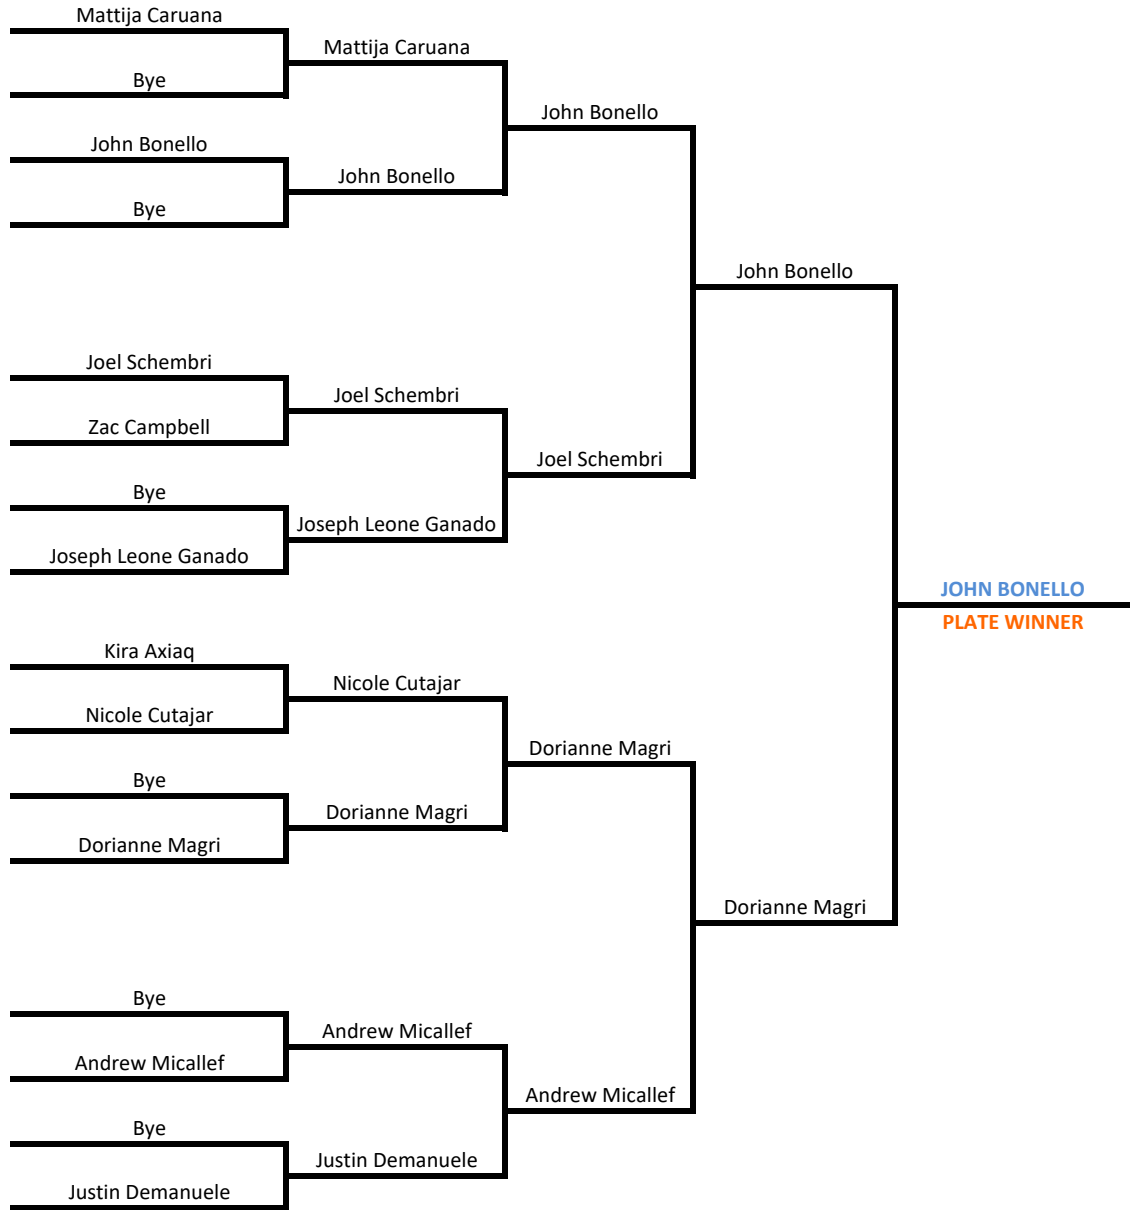 Mattija Caruana
Mattija Caruana
Bye
John Bonello
John Bonello
John Bonello
Bye
John Bonello
Joel Schembri
Joel Schembri
Zac Campbell
Joel Schembri
Bye
Joseph Leone Ganado
Joseph Leone Ganado
JOHN BONELLO
PLATE WINNER
Kira Axiaq
Nicole Cutajar
Nicole Cutajar
Dorianne Magri
Bye
Dorianne Magri
Dorianne Magri
Dorianne Magri
Bye
Andrew Micallef
Andrew Micallef
Andrew Micallef
Bye
Justin Demanuele
Justin Demanuele